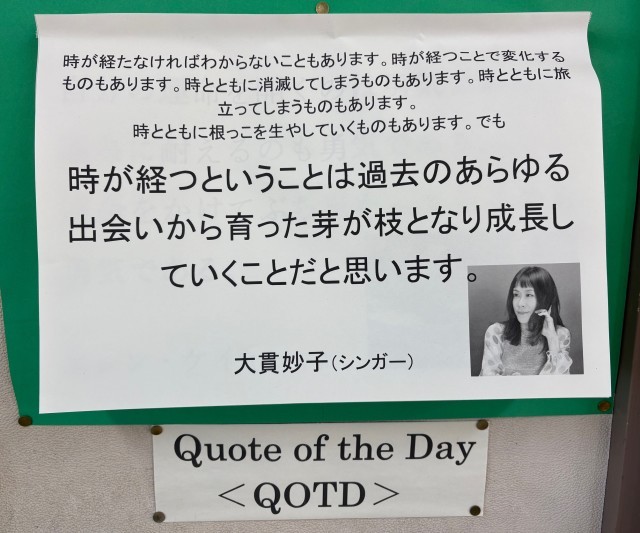 時が経たなければわからないこともあります。時が経つことで変化する
ものもあります。時とともに消滅してしまうものもあります。時とともに旅
立ってしまうものもあります。
時とともに根っこを生やしていくものもあります。でも
時が経つということは過去のあらゆる
出会いから育った芽が枝となり成長し
ていくことだと思います。
大貫妙子(シンガー)
Quote of the Day
<QOTD>